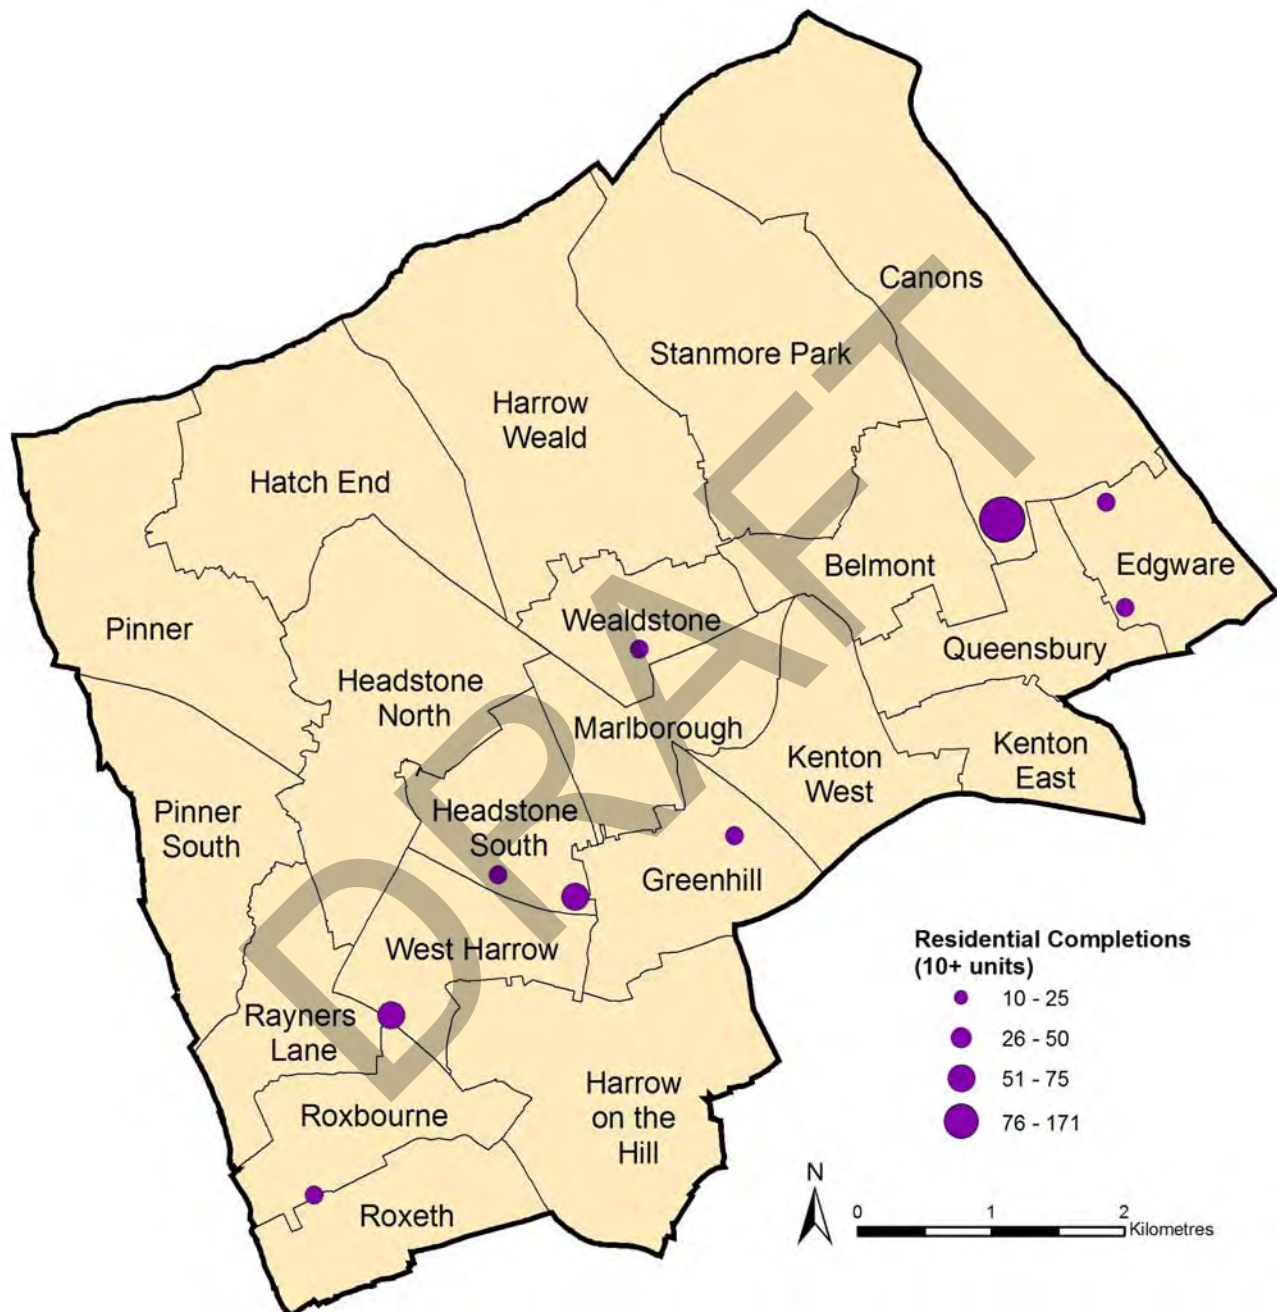 Canons
Stanmore Park
Harrow
Weald
Hatch End
Belmont
Edgware
Pinner
Wealdstone
Queensbury
Headstone
North
Marlborough
Kenton
West
Kenton
East
Pinner
South
Headstone
South
Greenhill
West Harrow
Rayners
Lane
Harrow
on the
Hill
Roxbourne
Roxeth
DRAFT
Residential Completions
(10+ units)
10 - 25
26 - 50
51 - 75
76 - 171
N
0 1 2
Kilometres